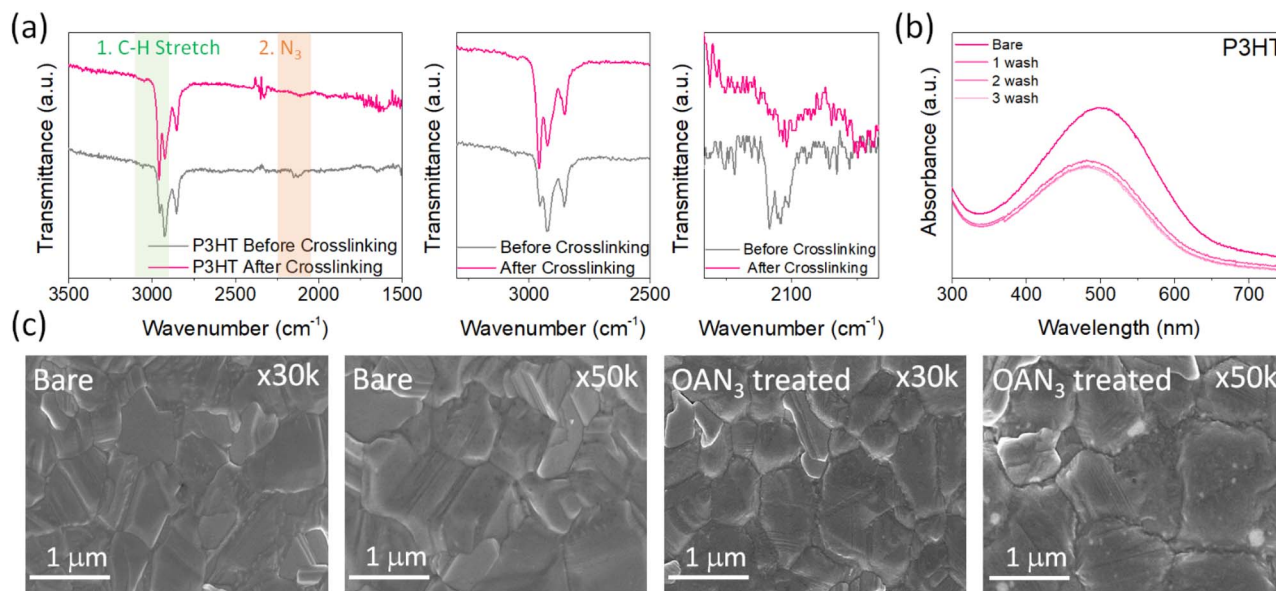 (a)
1. C-H Stretch
2. N₃
Transmittance (a.u.)
P3HT Before Crosslinking
P3HT After Crosslinking
3500
3000
2500
2000
1500
Wavenumber (cm⁻¹)
Transmittance (a.u.)
Before Crosslinking
After Crosslinking
3000
2500
Wavenumber (cm⁻¹)
Transmittance (a.u.)
Before Crosslinking
After Crosslinking
2100
Wavenumber (cm⁻¹)
(b)
P3HT
Bare
1 wash
2 wash
3 wash
Absorbance (a.u.)
300
400
500
600
700
Wavelength (nm)
(c)
Bare
x30k
1 μm
Bare
x50k
1 μm
OAN₃ treated
x30k
1 μm
OAN₃ treated
x50k
1 μm